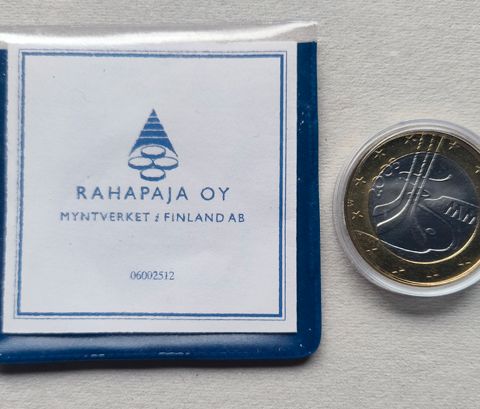 RAHAPAJA OY
MYNTVERKET i FINLAND AB
06002512